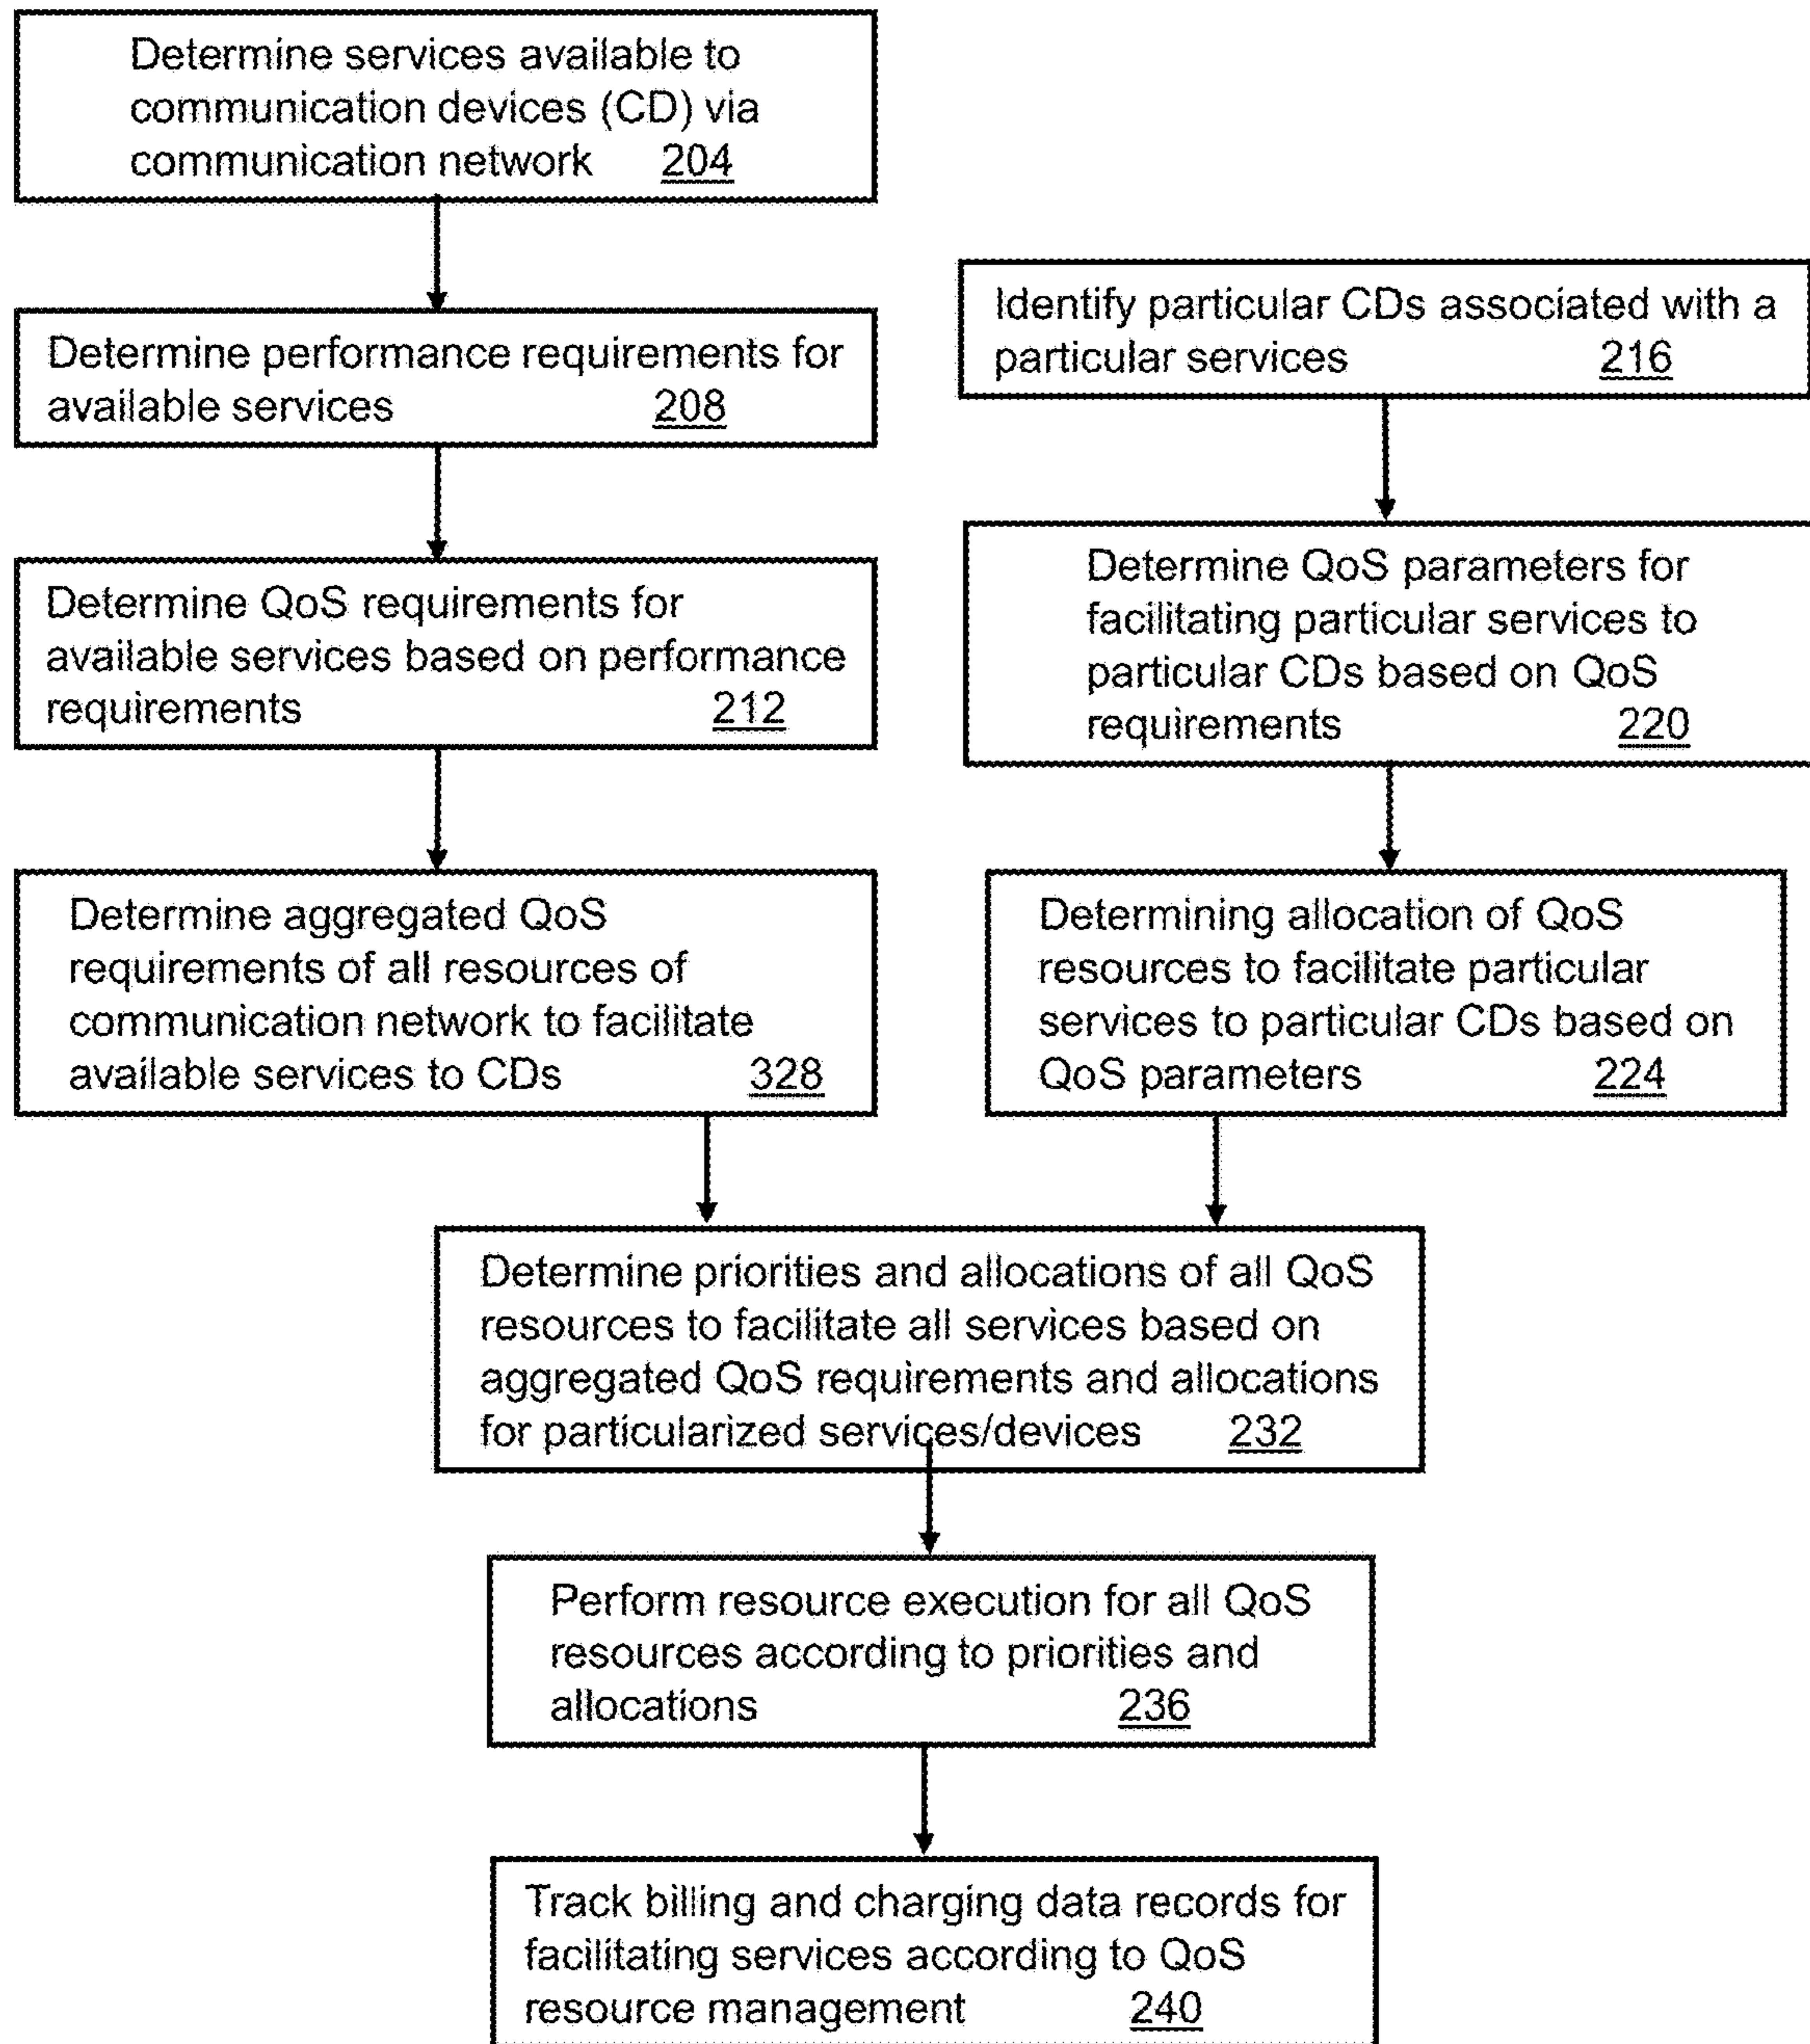 Determine services available to
communication devices (CD) via
communication network 204
Determine performance requirements for
available services 208
Determine QoS requirements for
available services based on performance
requirements 212
Determine aggregated QoS
requirements of all resources of
communication network to facilitate
available services to CDs 328
Identify particular CDs associated with a
particular services 216
Determine QoS parameters for
facilitating particular services to
particular CDs based on QoS
requirements 220
Determining allocation of QoS
resources to facilitate particular
services to particular CDs based on
QoS parameters 224
Determine priorities and allocations of all QoS
resources to facilitate all services based on
aggregated QoS requirements and allocations
for particularized services/devices 232
Perform resource execution for all QoS
resources according to priorities and
allocations 236
Track billing and charging data records for
facilitating services according to QoS
resource management 240